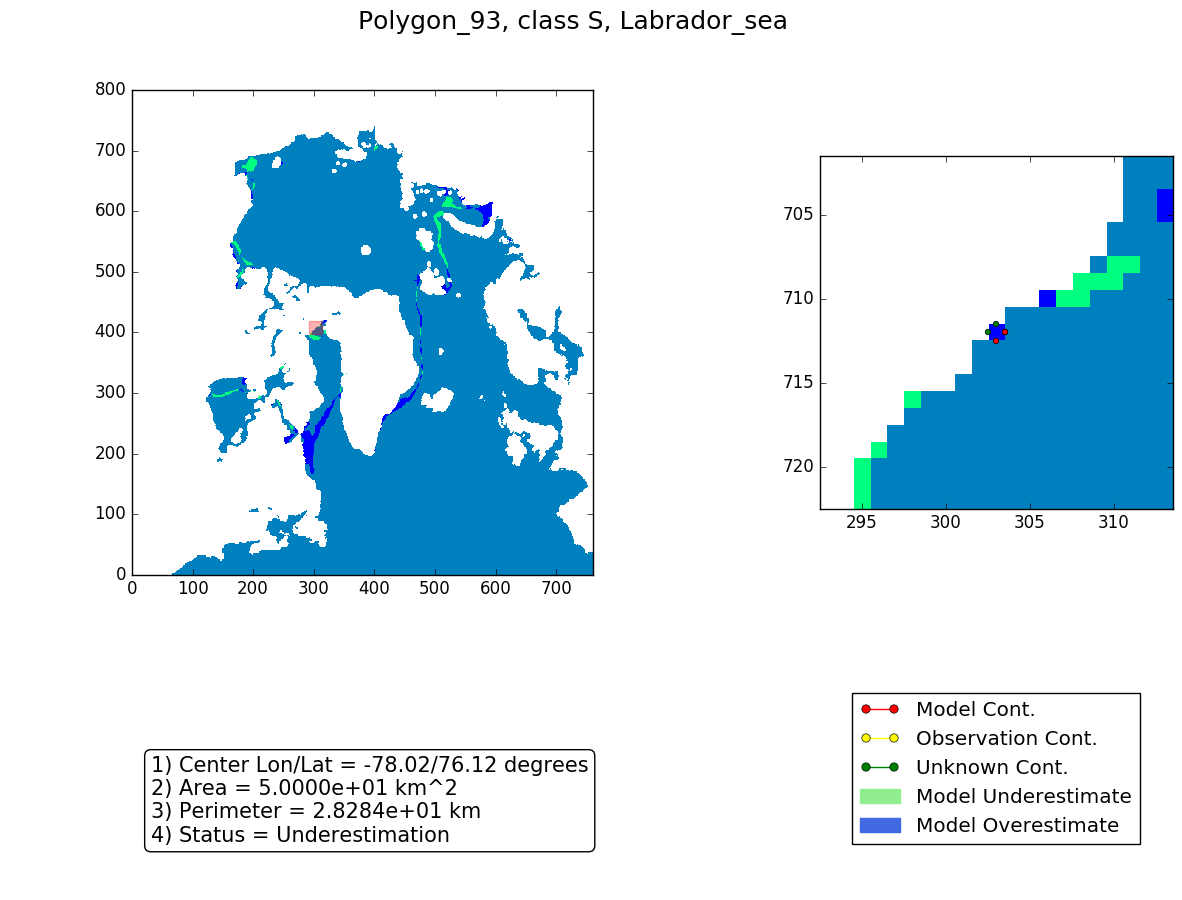 Polygon_93, class S, Labrador_sea
800
700
600
500
400
300
200
100
0
0 100 200 300 400 500 600 700
705
710
715
720
295 300 305 310
1) Center Lon/Lat = -78.02/76.12 degrees
2) Area = 5.0000e+01 km^2
3) Perimeter = 2.8284e+01 km
4) Status = Underestimation
Model Cont.
Observation Cont.
Unknown Cont.
Model Underestimate
Model Overestimate